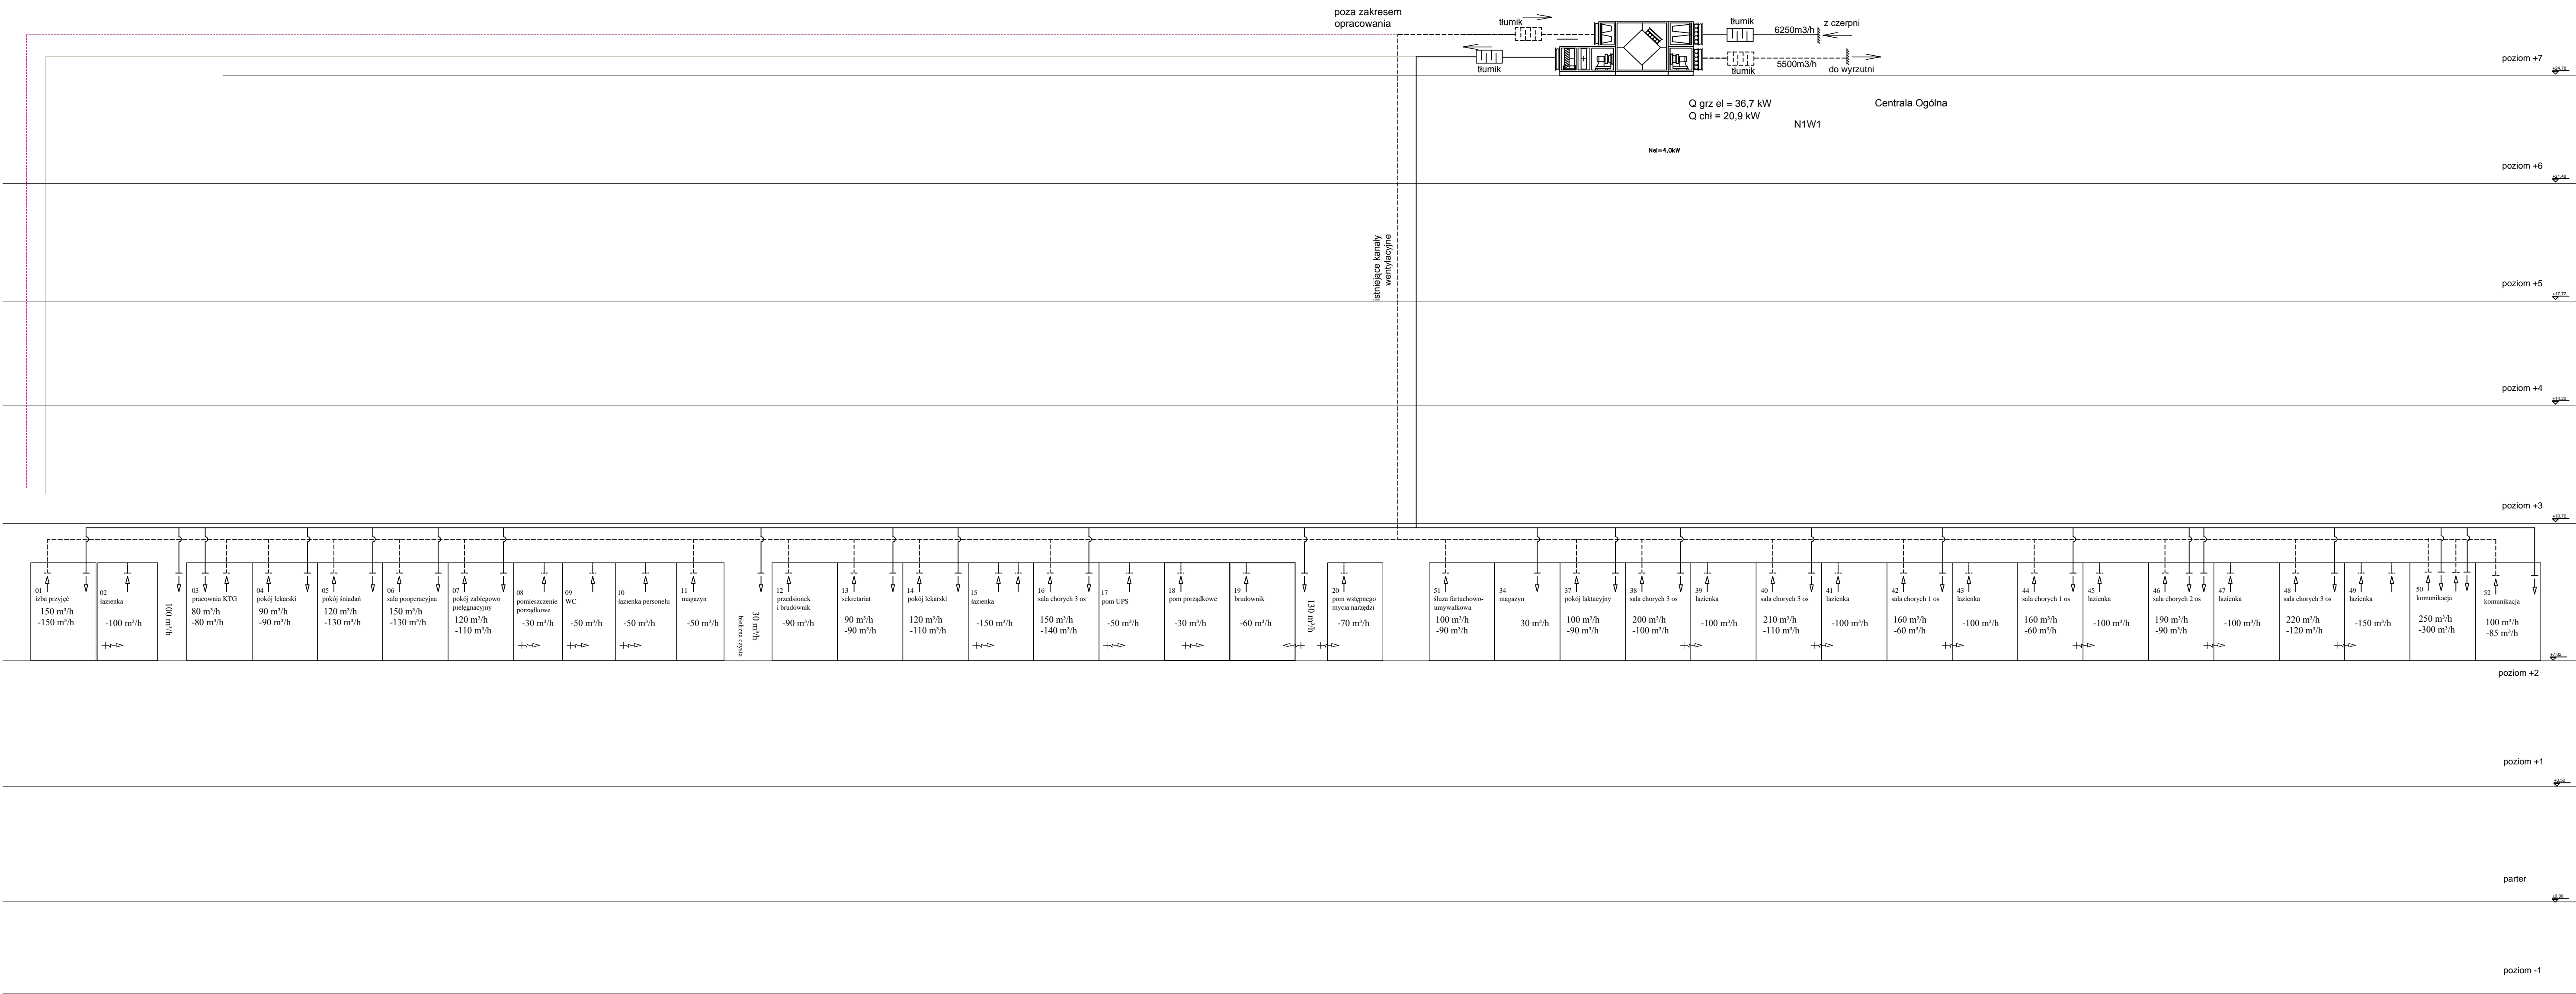 poza zakresem
opracowania
tłumik
tłumik
z czerpni
6250m3/h
tłumik
tłumik
5500m3/h
do wyrzutni
poziom +7
+24,78
Q grz el = 36,7 kW
Q chł = 20,9 kW
N1W1
Centrala Ogólna
Nel=4,0kW
poziom +6
+21,48
istniejące kanały
wentylacyjne
poziom +5
+17,72
poziom +4
+14,20
poziom +3
+10,78
01
izba przyjęć
150 m³/h
-150 m³/h
02
łazienka
-100 m³/h
100 m³/h
03
pracownia KTG
80 m³/h
-80 m³/h
04
pokój lekarski
90 m³/h
-90 m³/h
05
pokój śniadań
120 m³/h
-130 m³/h
06
sala pooperacyjna
150 m³/h
-130 m³/h
07
pokój zabiegowo
pielęgnacyjny
120 m³/h
-110 m³/h
08
pomieszczenie
porządkowe
-30 m³/h
09
WC
-50 m³/h
10
łazienka personelu
-50 m³/h
11
magazyn
-50 m³/h
30 m³/h
bielizna czysta
12
przedsionek
i brudownik
-90 m³/h
13
sekretariat
90 m³/h
-90 m³/h
14
pokój lekarski
120 m³/h
-110 m³/h
15
łazienka
-150 m³/h
16
sala chorych 3 os
150 m³/h
-140 m³/h
17
pom UPS
-50 m³/h
18
pom porządkowe
-30 m³/h
19
brudownik
-60 m³/h
130 m³/h
20
pom wstępnego
mycia narzędzi
-70 m³/h
51
śluza fartuchowo-
umywalkowa
100 m³/h
-90 m³/h
34
magazyn
30 m³/h
37
pokój laktacyjny
100 m³/h
-90 m³/h
38
sala chorych 3 os
200 m³/h
-100 m³/h
39
łazienka
-100 m³/h
40
sala chorych 3 os
210 m³/h
-110 m³/h
41
łazienka
-100 m³/h
42
sala chorych 1 os
160 m³/h
-60 m³/h
43
łazienka
-100 m³/h
44
sala chorych 1 os
160 m³/h
-60 m³/h
45
łazienka
-100 m³/h
46
sala chorych 2 os
190 m³/h
-90 m³/h
47
łazienka
-100 m³/h
48
sala chorych 3 os
220 m³/h
-120 m³/h
49
łazienka
-150 m³/h
50
komunikacja
250 m³/h
-300 m³/h
52
komunikacja
100 m³/h
-85 m³/h
poziom +2
poziom +1
parter
poziom -1